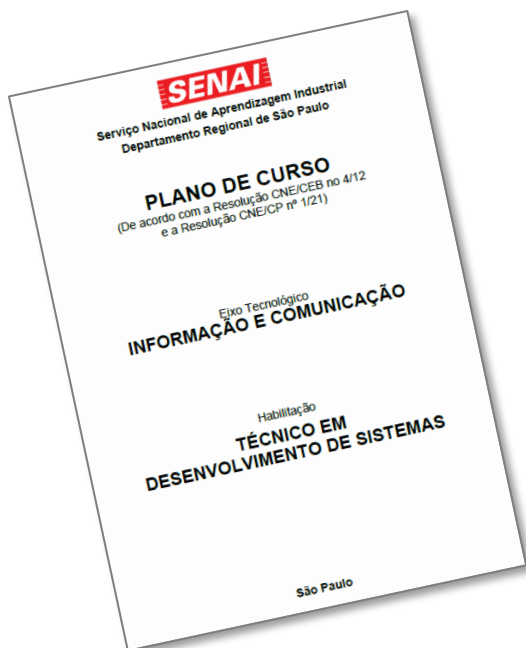 SENAI
Serviço Nacional de Aprendizagem Industrial
Departamento Regional de São Paulo
PLANO DE CURSO
(De acordo com a Resolução CNE/CEB no 4/12
e a Resolução CNE/CP nº 1/21)
Eixo Tecnológico
INFORMAÇÃO E COMUNICAÇÃO
Habilitação
TÉCNICO EM
DESENVOLVIMENTO DE SISTEMAS
São Paulo